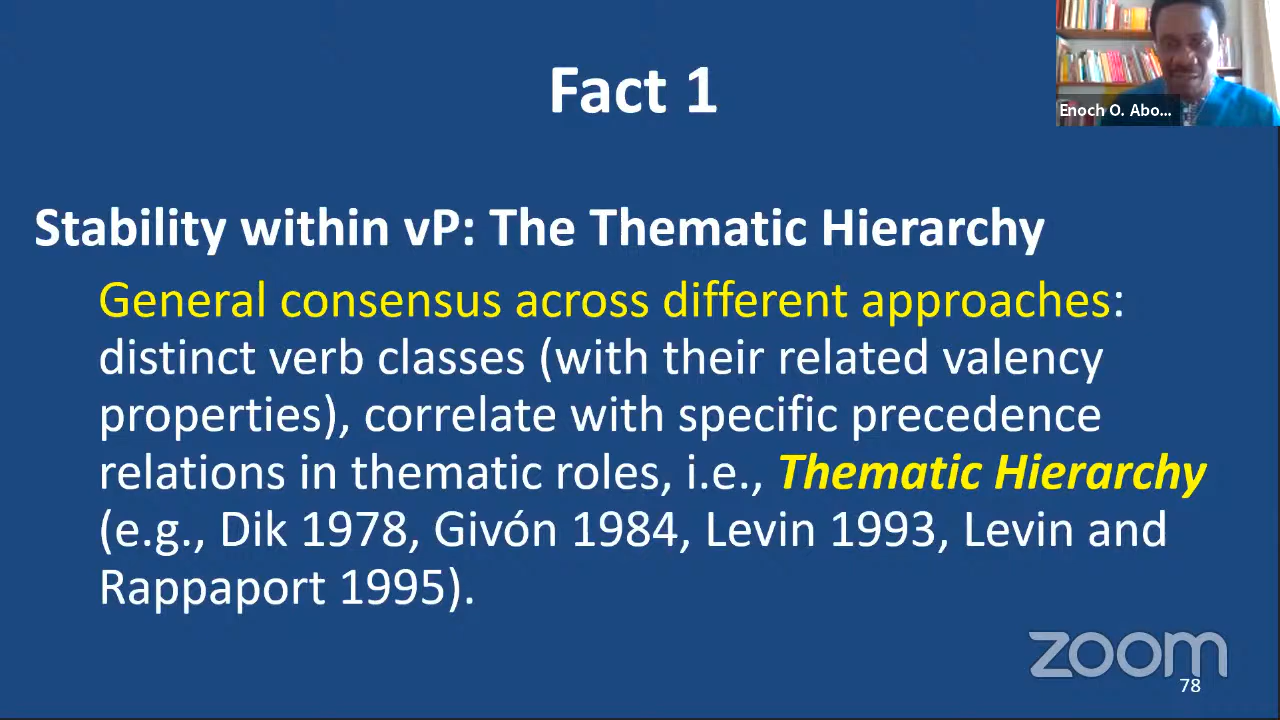 Fact 1
Enoch O. Abo...
Stability within vP: The Thematic Hierarchy
General consensus across different approaches:
distinct verb classes (with their related valency
properties), correlate with specific precedence
relations in thematic roles, i.e., Thematic Hierarchy
(e.g., Dik 1978, Givón 1984, Levin 1993, Levin and
Rappaport 1995).
zoom
78